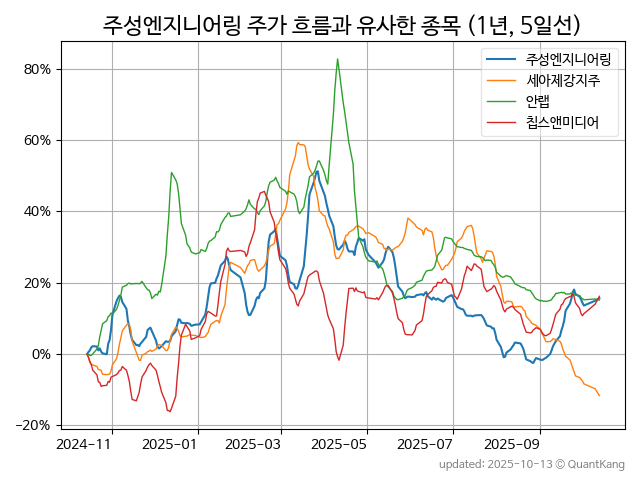 주성엔지니어링 주가 흐름과 유사한 종목 (1년, 5일선)
주성엔지니어링
세아제강지주
안랩
칩스앤미디어
80%
60%
40%
20%
0%
−20%
2024-11 2025-01 2025-03 2025-05 2025-07 2025-09
updated: 2025-10-13 © QuantKang